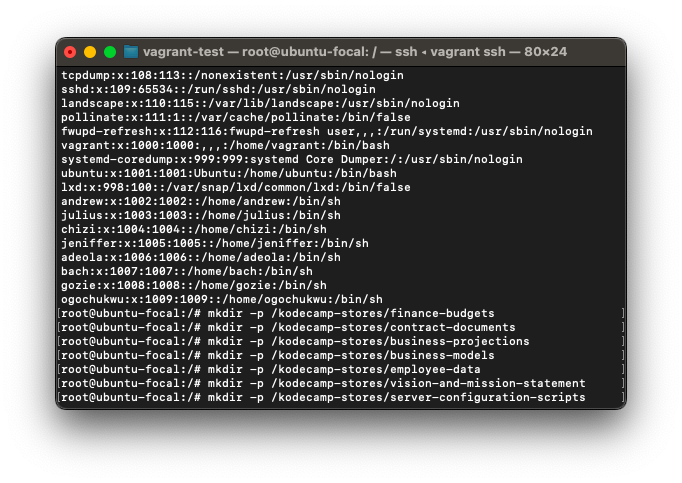 vagrant-test — root@ubuntu-focal: / — ssh ◂ vagrant ssh — 80×24
tcpdump:x:108:113::/nonexistent:/usr/sbin/nologin
sshd:x:109:65534::/run/sshd:/usr/sbin/nologin
landscape:x:110:115::/var/lib/landscape:/usr/sbin/nologin
pollinate:x:111:1::/var/cache/pollinate:/bin/false
fwupd-refresh:x:112:116:fwupd-refresh user,,,:/run/systemd:/usr/sbin/nologin
vagrant:x:1000:1000:,,,:/home/vagrant:/bin/bash
systemd-coredump:x:999:999:systemd Core Dumper:/:/usr/sbin/nologin
ubuntu:x:1001:1001:Ubuntu:/home/ubuntu:/bin/bash
lxd:x:998:100::/var/snap/lxd/common/lxd:/bin/false
andrew:x:1002:1002::/home/andrew:/bin/sh
julius:x:1003:1003::/home/julius:/bin/sh
chizi:x:1004:1004::/home/chizi:/bin/sh
jeniffer:x:1005:1005::/home/jeniffer:/bin/sh
adeola:x:1006:1006::/home/adeola:/bin/sh
bach:x:1007:1007::/home/bach:/bin/sh
gozie:x:1008:1008::/home/gozie:/bin/sh
ogochukwu:x:1009:1009::/home/ogochukwu:/bin/sh
[root@ubuntu-focal:/# mkdir -p /kodecamp-stores/finance-budgets ]
[root@ubuntu-focal:/# mkdir -p /kodecamp-stores/contract-documents ]
[root@ubuntu-focal:/# mkdir -p /kodecamp-stores/business-projections ]
[root@ubuntu-focal:/# mkdir -p /kodecamp-stores/business-models ]
[root@ubuntu-focal:/# mkdir -p /kodecamp-stores/employee-data ]
[root@ubuntu-focal:/# mkdir -p /kodecamp-stores/vision-and-mission-statement ]
[root@ubuntu-focal:/# mkdir -p /kodecamp-stores/server-configuration-scripts ]